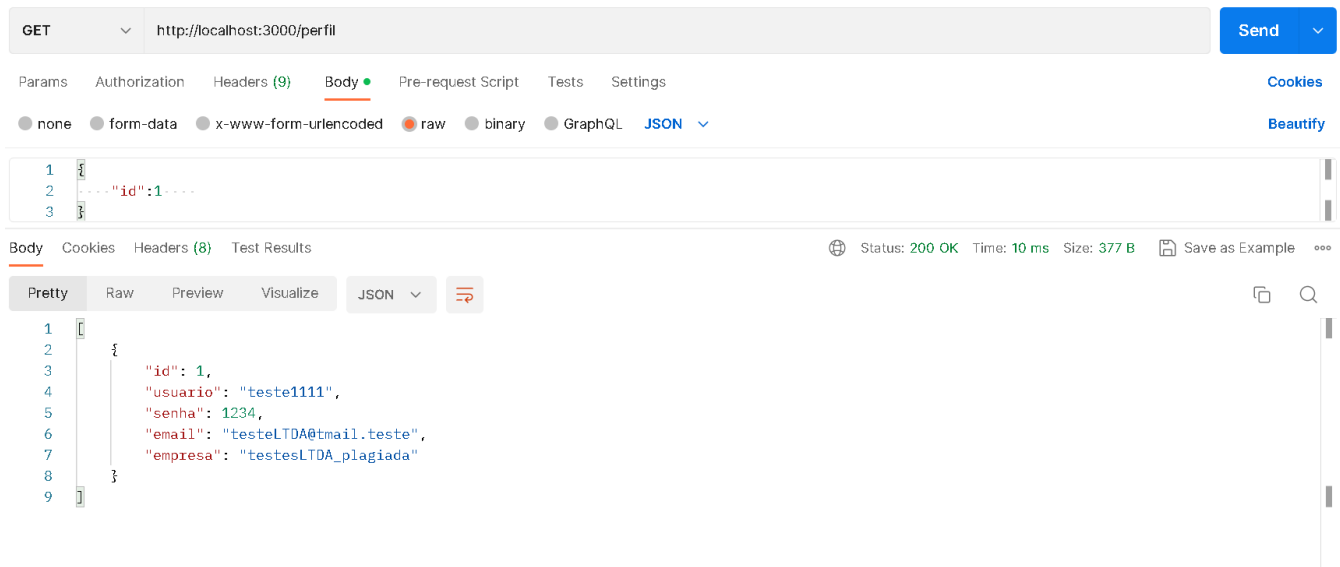 GET http://localhost:3000/perfil Send
Params Authorization Headers (9) Body Pre-request Script Tests Settings Cookies
none form-data x-www-form-urlencoded raw binary GraphQL JSON Beautify
1 {
2 ····"id":1····
3 }
Body Cookies Headers (8) Test Results Status: 200 OK Time: 10 ms Size: 377 B Save as Example
Pretty Raw Preview Visualize JSON
1 [
2 {
3 "id": 1,
4 "usuario": "teste1111",
5 "senha": 1234,
6 "email": "testeLTDA@tmail.teste",
7 "empresa": "testesLTDA_plagiada"
8 }
9 ]